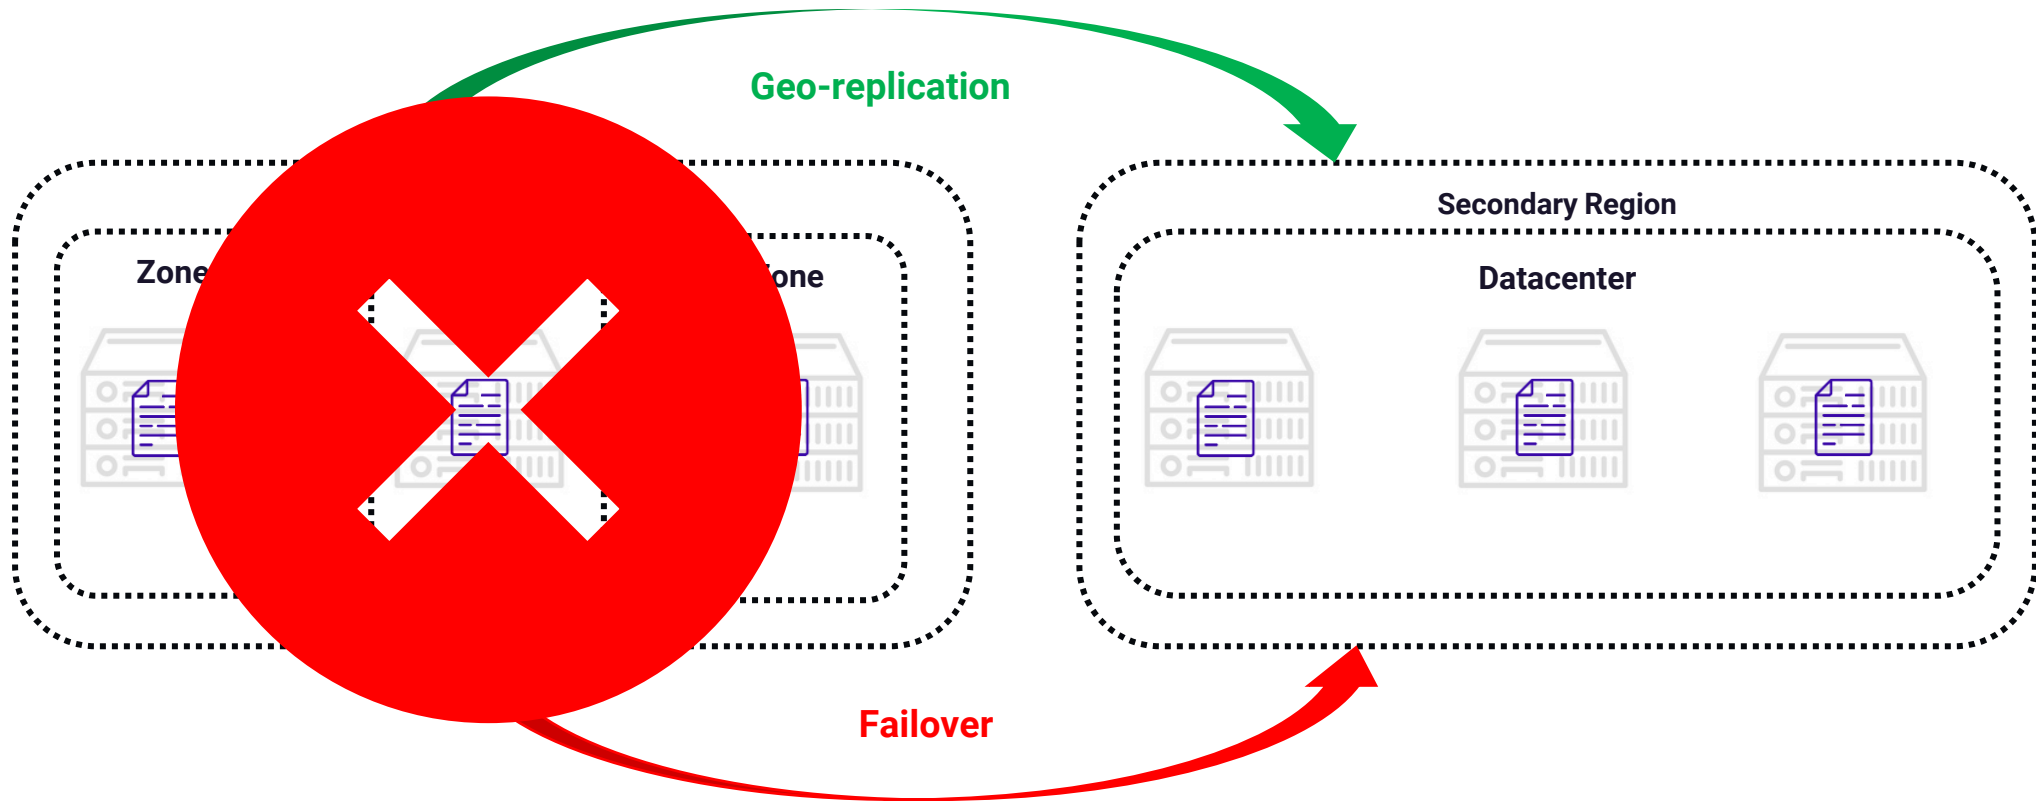 Geo-replication
Secondary Region
Zone
one
Datacenter
Failover